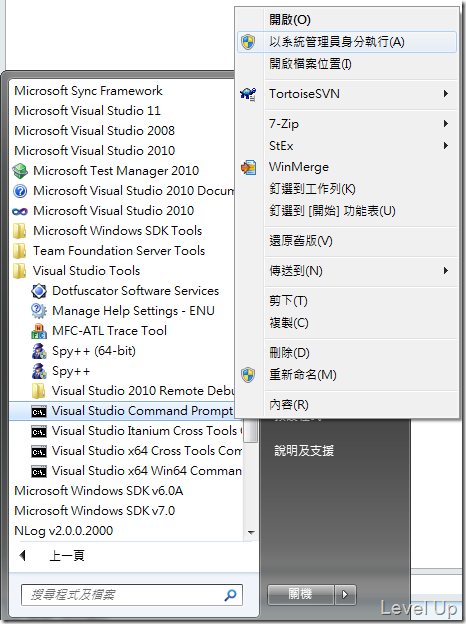 Microsoft Sync Framework
Microsoft Visual Studio 11
Microsoft Visual Studio 2008
Microsoft Visual Studio 2010
Microsoft Test Manager 2010
Microsoft Visual Studio 2010 Docum
Microsoft Visual Studio 2010
Microsoft Windows SDK Tools
Team Foundation Server Tools
Visual Studio Tools
Dotfuscator Software Services
Manage Help Settings - ENU
MFC-ATL Trace Tool
Spy++ (64-bit)
Spy++
Visual Studio 2010 Remote Debu
Visual Studio Command Prompt
Visual Studio Itanium Cross Tools
Visual Studio x64 Cross Tools Com
Visual Studio x64 Win64 Comman
Microsoft Windows SDK v6.0A
Microsoft Windows SDK v7.0
NLog v2.0.0.2000
上一頁
搜尋程式及檔案
開啟(O)
以系統管理員身分執行(A)
開啟檔案位置(I)
TortoiseSVN
7-Zip
StEx
WinMerge
釘選到工作列(K)
釘選到 [開始] 功能表(U)
還原舊版(V)
傳送到(N)
剪下(T)
複製(C)
刪除(D)
重新命名(M)
內容(R)
說明及支援
關機
Level Up